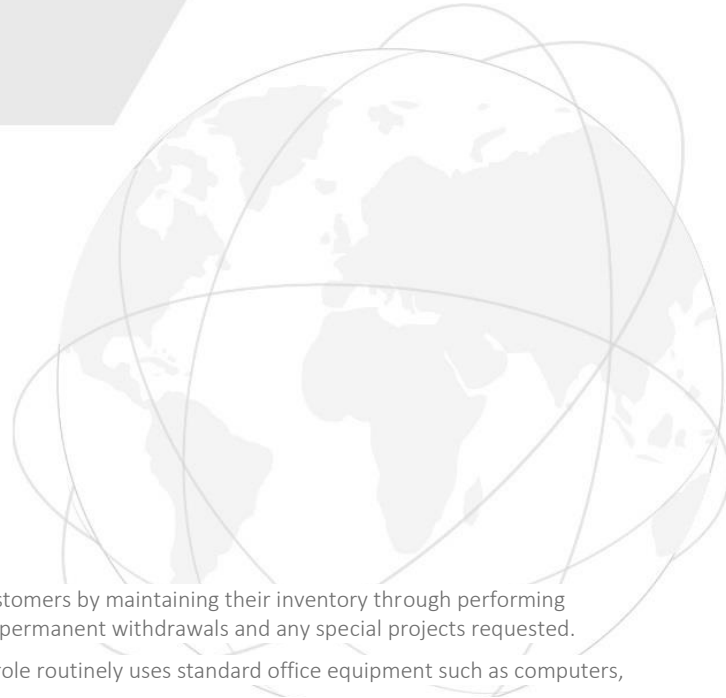 stomers by maintaining their inventory through performing
permanent withdrawals and any special projects requested.
role routinely uses standard office equipment such as computers,